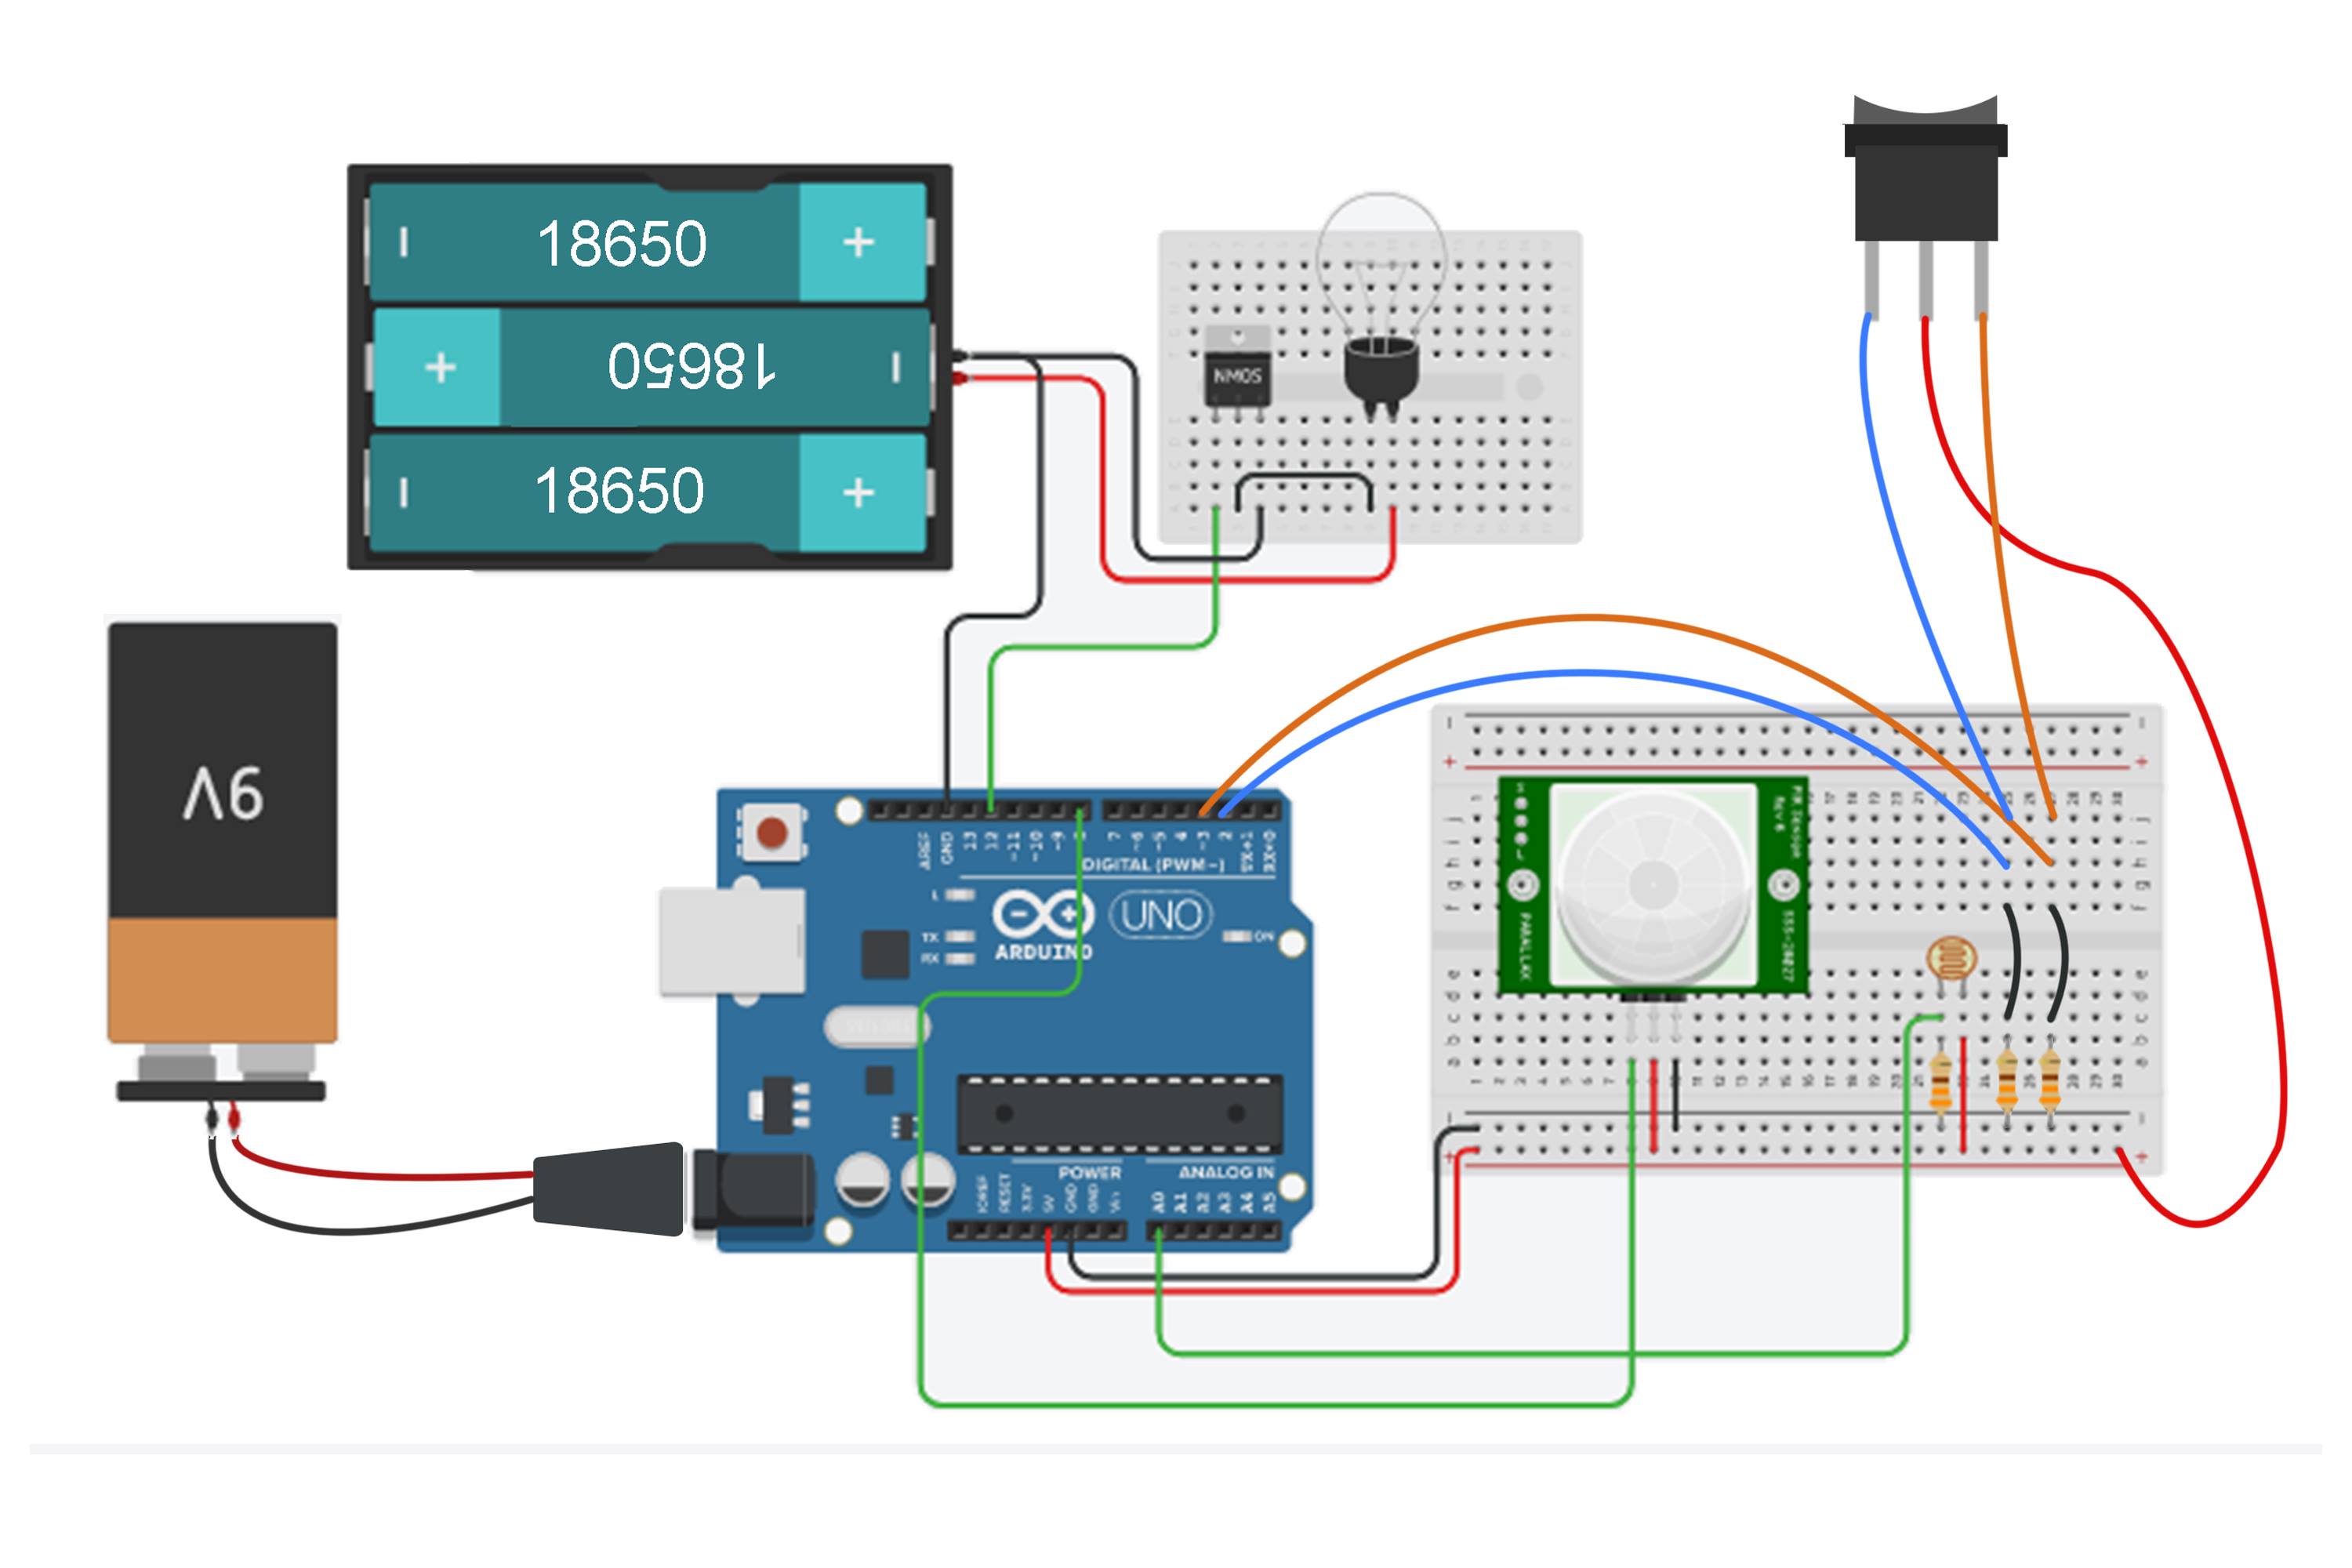 18650
18650
18650
NMOS
9V
AREF
GND
13
12
~11
~10
~9
8
7
~6
~5
4
~3
2
TX→1
RX←0
DIGITAL (PWM~)
L
TX
RX
ARDUINO
UNO
ON
POWER
ANALOG IN
IOREF
RESET
3.3V
5V
GND
GND
Vin
A0
A1
A2
A3
A4
A5
PIR Sensor
Rev B
PARALLAX
555-28027